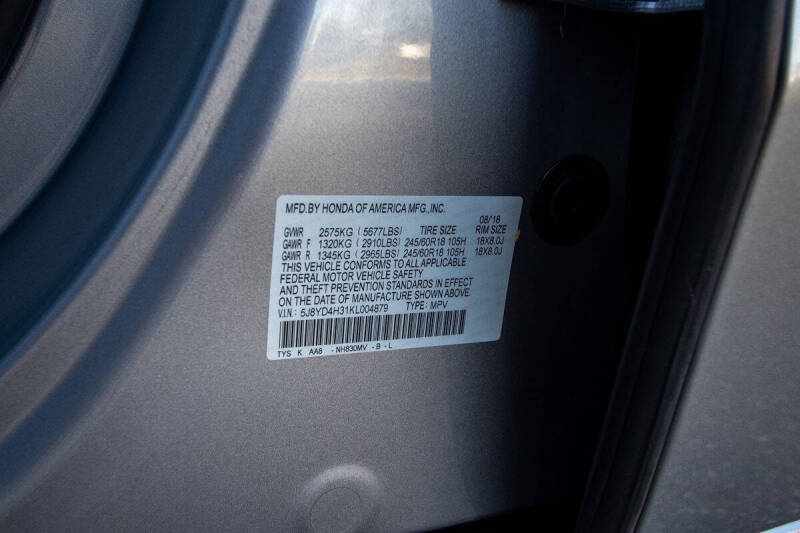 MFD.BY HONDA OF AMERICA MFG.,INC. 08/'18
GVWR 2575KG (5677LBS) TIRE SIZE RIM SIZE
GAWR F 1320KG (2910LBS) 245/60R18 105H 18X8.0J
GAWR R 1345KG (2965LBS) 245/60R18 105H 18X8.0J
THIS VEHICLE CONFORMS TO ALL APPLICABLE
FEDERAL MOTOR VEHICLE SAFETY
AND THEFT PREVENTION STANDARDS IN EFFECT
ON THE DATE OF MANUFACTURE SHOWN ABOVE.
V.I.N.: 5J8YD4H31KL004879 TYPE: MPV
TYS K AA8 - NH830MV - B - L